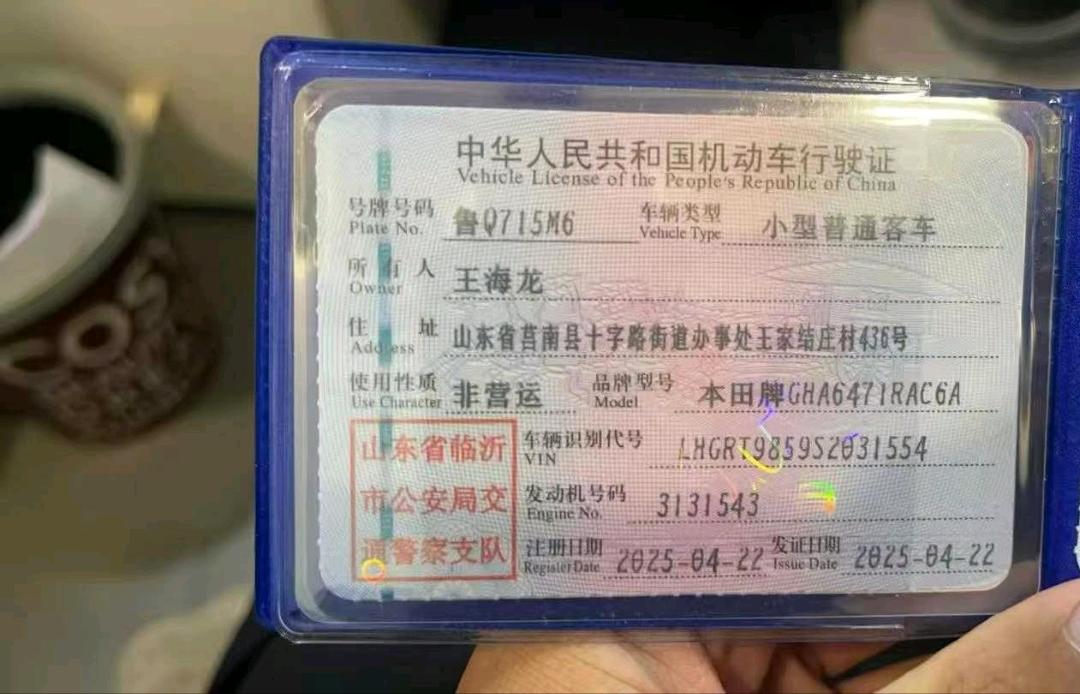 中华人民共和国机动车行驶证
Vehicle License of the People's Republic of China
号牌号码 鲁Q715M6 车辆类型 小型普通客车
Plate No. Vehicle Type
所有人 王海龙
Owner
住址 山东省莒南县十字路街道办事处王家结庄村436号
Address
使用性质 非营运 品牌型号 本田牌GHA6471RAC6A
Use Character Model
山东省临沂
市公安局交
通警察支队
车辆识别代号 LHGRT9859S2031554
VIN
发动机号码 3131543
Engine No.
注册日期 2025-04-22 发证日期 2025-04-22
Register Date Issue Date